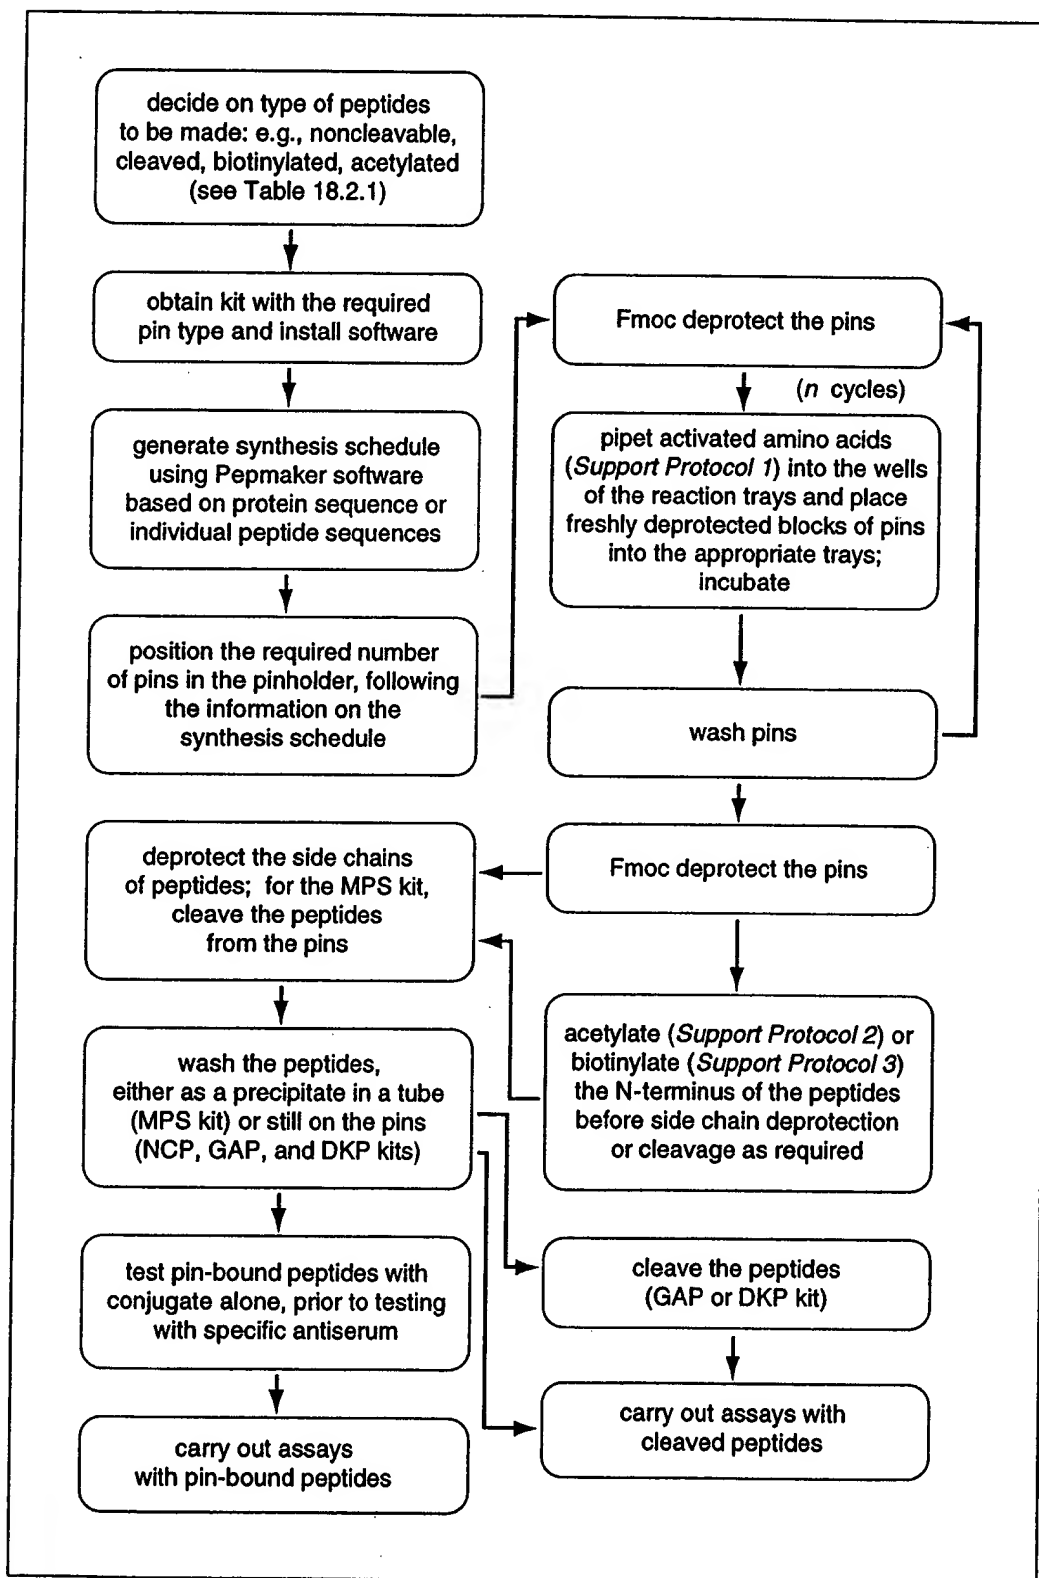 decide on type of peptides
to be made: e.g., noncleavable,
cleaved, biotinylated, acetylated
(see Table 18.2.1)
obtain kit with the required
pin type and install software
generate synthesis schedule
using Pepmaker software
based on protein sequence or
individual peptide sequences
position the required number
of pins in the pinholder, following
the information on the
synthesis schedule
Fmoc deprotect the pins
(n cycles)
pipet activated amino acids
(Support Protocol 1) into the wells
of the reaction trays and place
freshly deprotected blocks of pins
into the appropriate trays;
incubate
wash pins
Fmoc deprotect the pins
acetylate (Support Protocol 2) or
biotinylate (Support Protocol 3)
the N-terminus of the peptides
before side chain deprotection
or cleavage as required
deprotect the side chains
of peptides; for the MPS kit,
cleave the peptides
from the pins
wash the peptides,
either as a precipitate in a tube
(MPS kit) or still on the pins
(NCP, GAP, and DKP kits)
test pin-bound peptides with
conjugate alone, prior to testing
with specific antiserum
carry out assays
with pin-bound peptides
cleave the peptides
(GAP or DKP kit)
carry out assays with
cleaved peptides